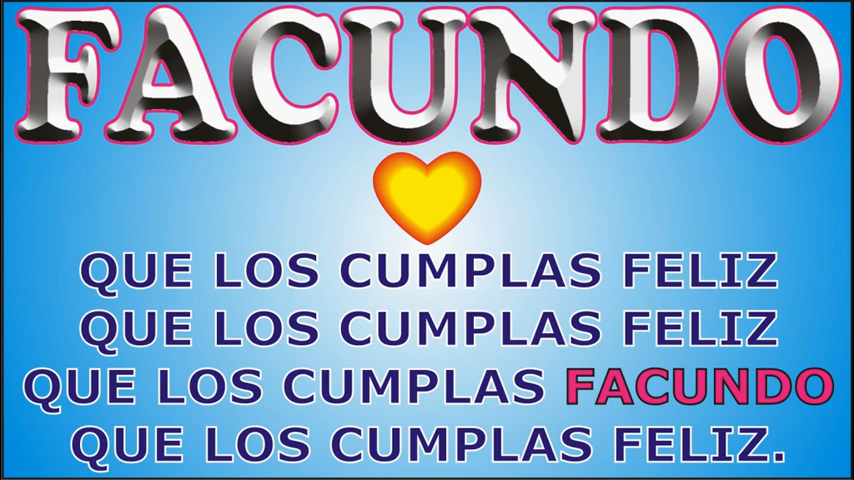 FACUNDO
QUE LOS CUMPLAS FELIZ
QUE LOS CUMPLAS FELIZ
QUE LOS CUMPLAS FACUNDO
QUE LOS CUMPLAS FELIZ.